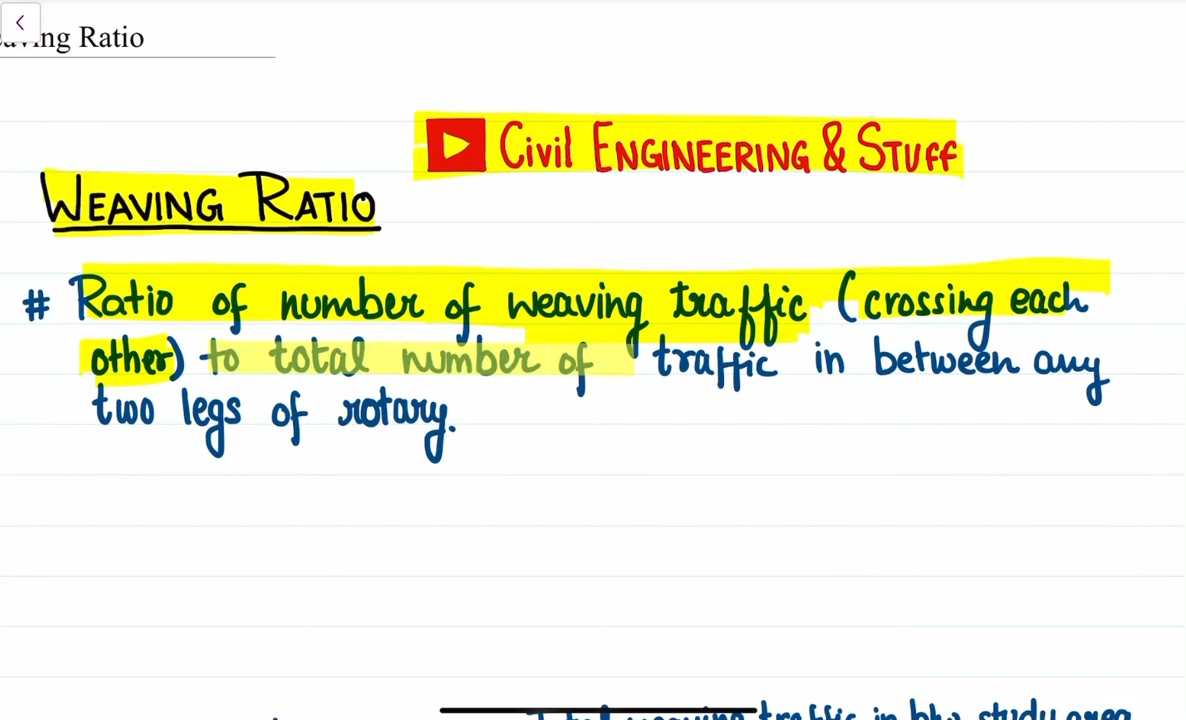 ving Ratio
Civil ENGINEERING & STUFF
WEAVING RATIO
# Ratio of number of weaving traffic (crossing each
other) to total number of traffic in between any
two legs of rotary.
weaving traffic in btw study area